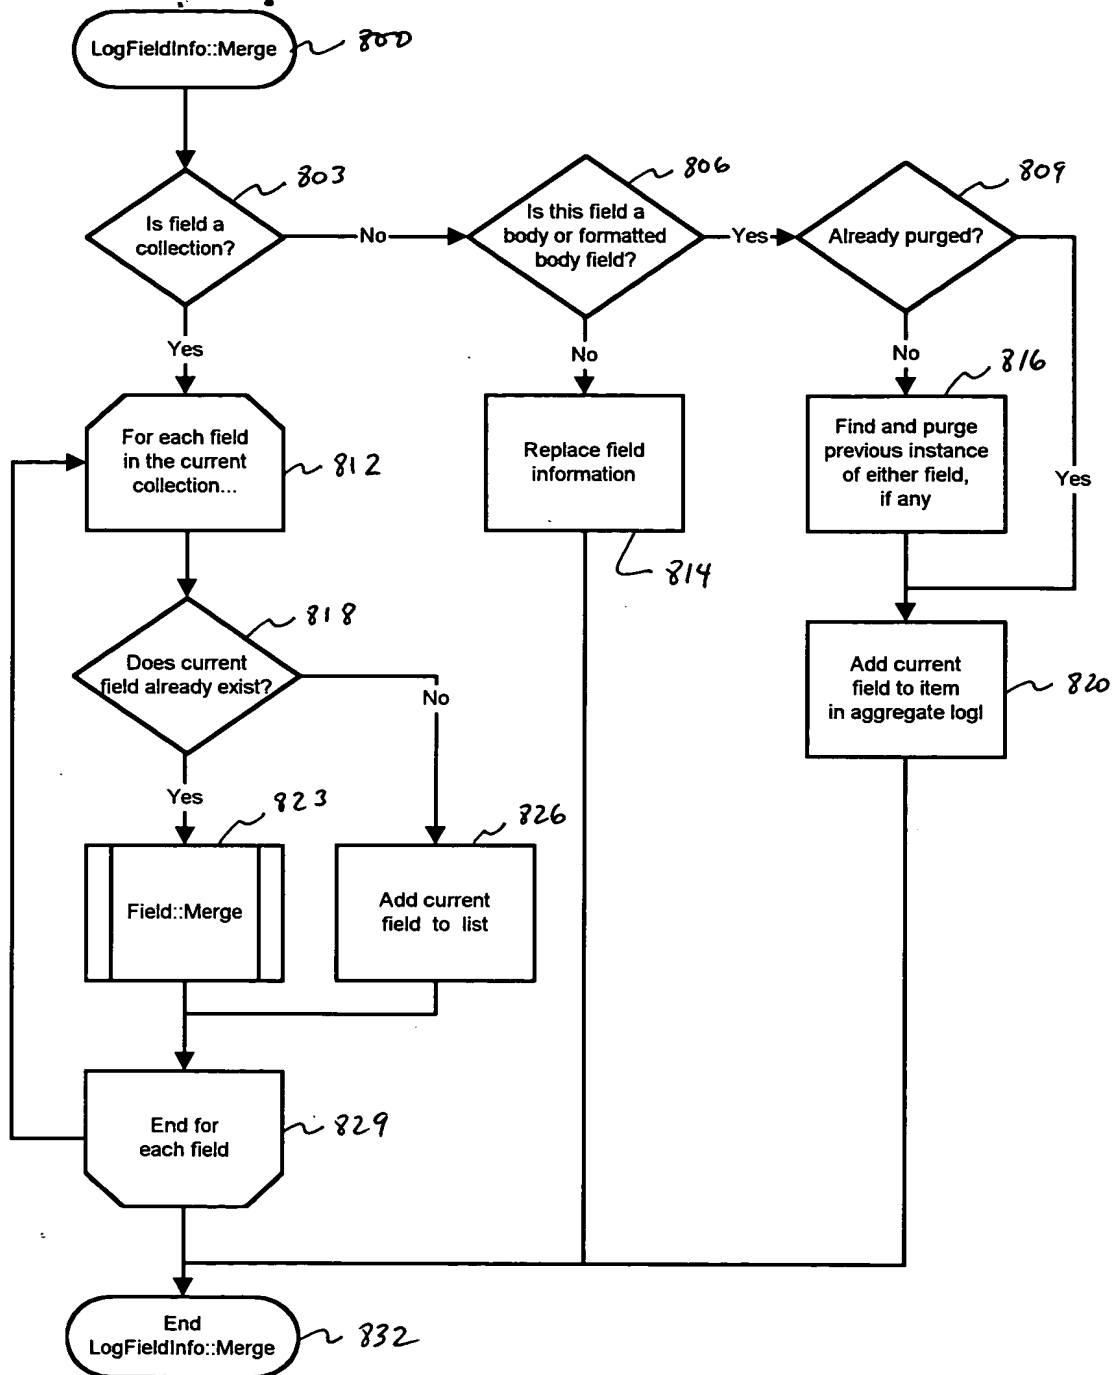 LogFieldInfo::Merge
800
Is field a
collection?
803
No
Is this field a
body or formatted
body field?
806
Yes
Already purged?
809
Yes
No
No
Yes
For each field
in the current
collection...
812
Replace field
information
814
Find and purge
previous instance
of either field,
if any
816
Does current
field already exist?
818
No
Yes
Add current
field to item
in aggregate logl
820
Field::Merge
823
Add current
field to list
826
End for
each field
829
End
LogFieldInfo::Merge
832